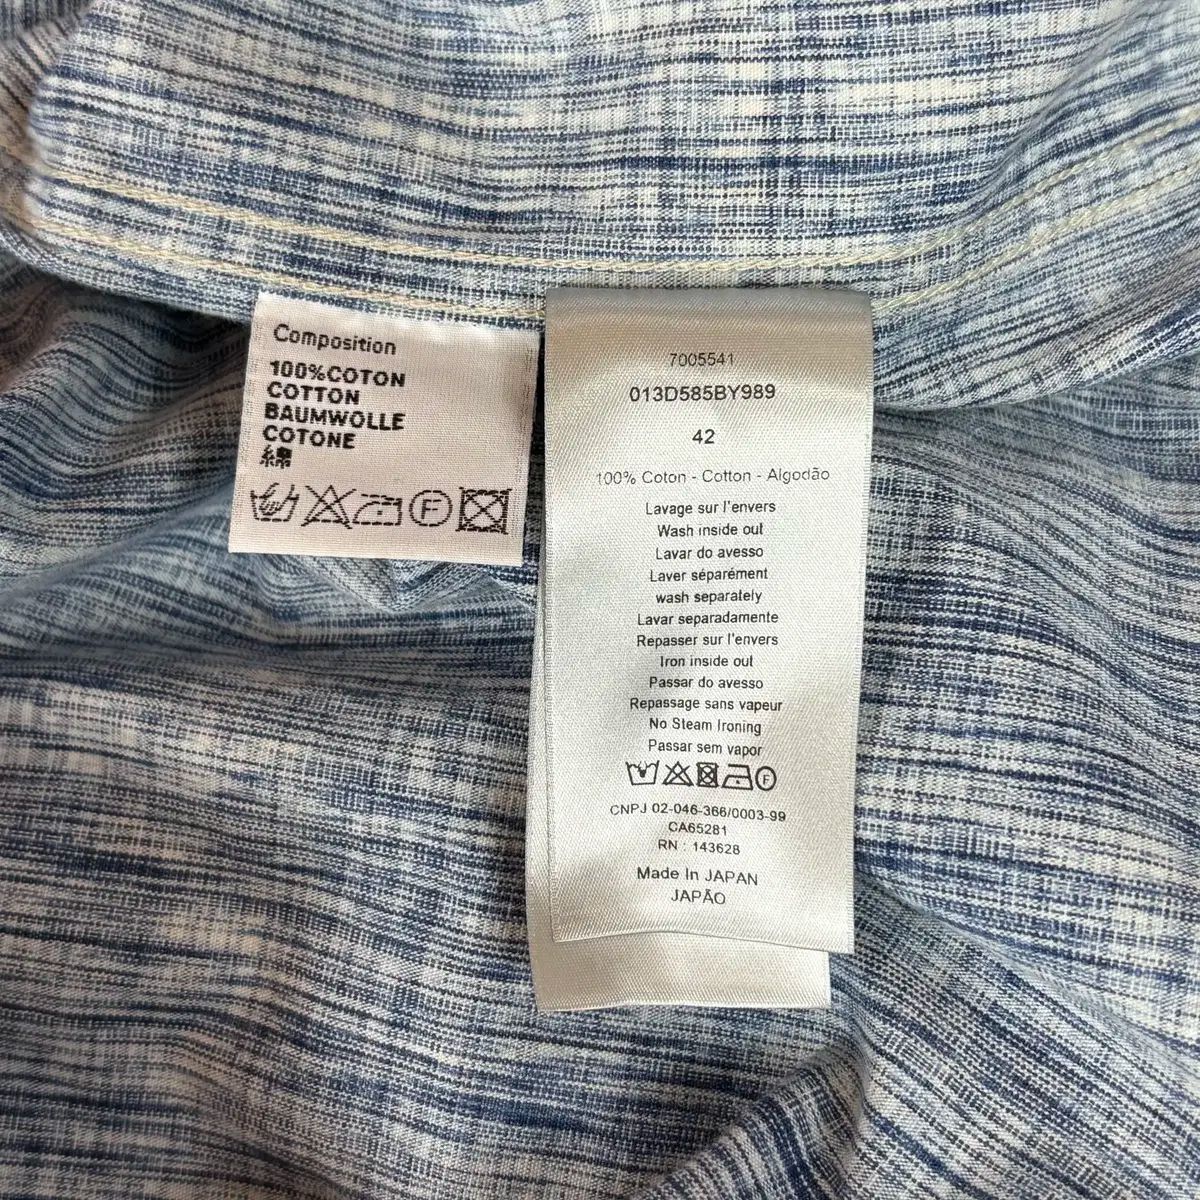 Composition
100%COTON
COTTON
BAUMWOLLE
COTONE
綿
F
7005541
013D585BY989
42
100% Coton - Cotton - Algodão
Lavage sur l'envers
Wash inside out
Lavar do avesso
Laver séparément
wash separately
Lavar separadamente
Repasser sur l'envers
Iron inside out
Passar do avesso
Repassage sans vapeur
No Steam Ironing
Passar sem vapor
F
CNPJ 02-046-366/0003-99
CA65281
RN : 143628
Made In JAPAN
JAPÃO